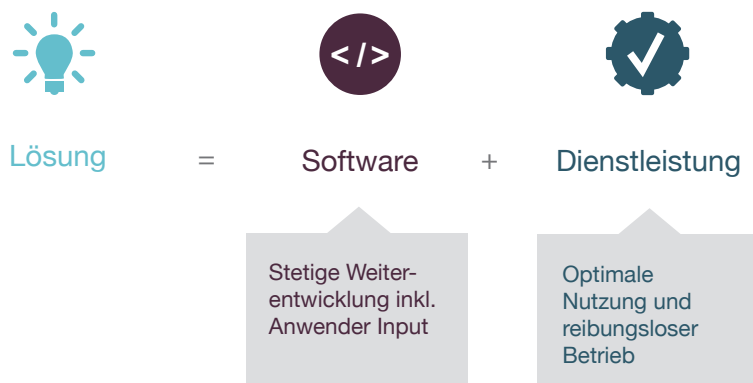 </>
Lösung = Software + Dienstleistung
Stetige Weiter-
entwicklung inkl.
Anwender Input
Optimale
Nutzung und
reibungsloser
Betrieb